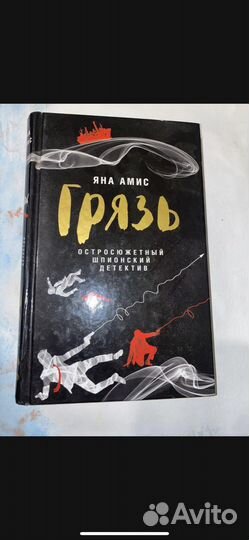 ЯНА АМИС
ГРЯЗЬ
ОСТРОСЮЖЕТНЫЙ
ШПИОНСКИЙ
ДЕТЕКТИВ
Avito